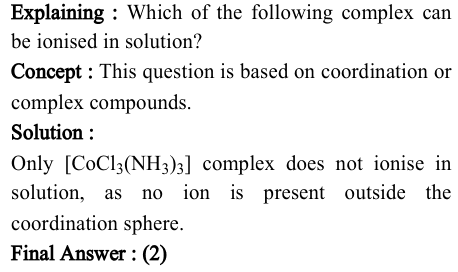 Explaining : Which of the following complex can
be ionised in solution?
Concept : This question is based on coordination or
complex compounds.
Solution :
Only [CoCl₃(NH₃)₃] complex does not ionise in
solution, as no ion is present outside the
coordination sphere.
Final Answer : (2)